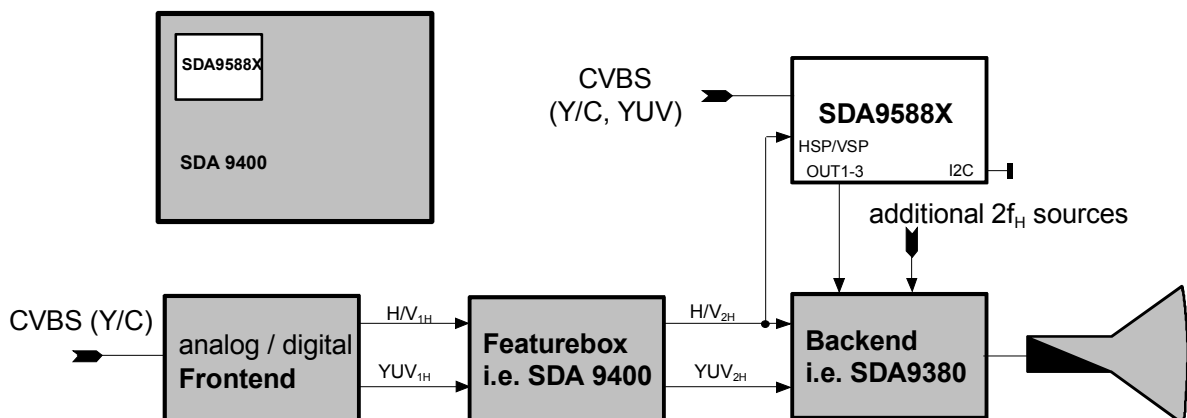 SDA9588X
SDA 9400
CVBS
(Y/C, YUV)
SDA9588X
HSP/VSP
OUT1-3
I2C
additional 2fH sources
CVBS (Y/C)
analog / digital
Frontend
H/V1H
YUV1H
Featurebox
i.e. SDA 9400
H/V2H
YUV2H
Backend
i.e. SDA9380